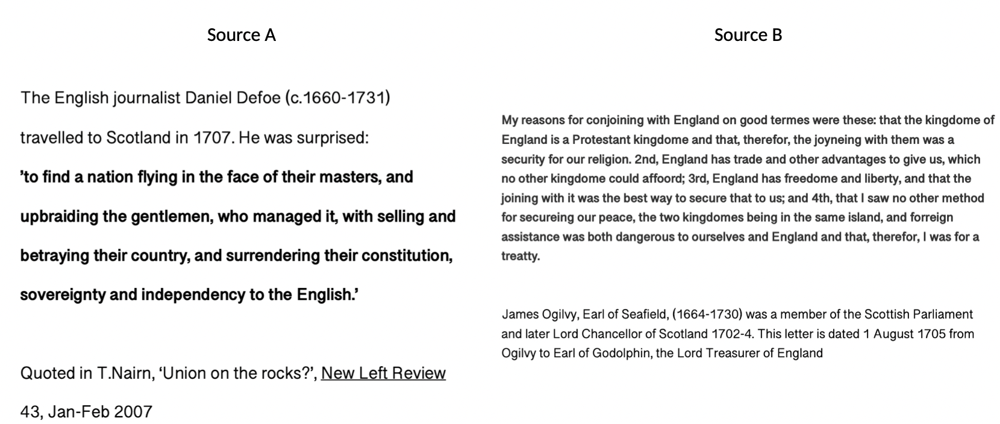 Source A
The English journalist Daniel Defoe (c.1660-1731)
travelled to Scotland in 1707. He was surprised:
’to find a nation flying in the face of their masters, and
upbraiding the gentlemen, who managed it, with selling and
betraying their country, and surrendering their constitution,
sovereignty and independency to the English.’
Quoted in T.Nairn, ‘Union on the rocks?’, New Left Review
43, Jan-Feb 2007
Source B
My reasons for conjoining with England on good termes were these: that the kingdome of
England is a Protestant kingdome and that, therefor, the joyneing with them was a
security for our religion. 2nd, England has trade and other advantages to give us, which
no other kingdome could affoord; 3rd, England has freedome and liberty, and that the
joining with it was the best way to secure that to us; and 4th, that I saw no other method
for secureing our peace, the two kingdomes being in the same island, and forreign
assistance was both dangerous to ourselves and England and that, therefor, I was for a
treatty.
James Ogilvy, Earl of Seafield, (1664-1730) was a member of the Scottish Parliament
and later Lord Chancellor of Scotland 1702-4. This letter is dated 1 August 1705 from
Ogilvy to Earl of Godolphin, the Lord Treasurer of England